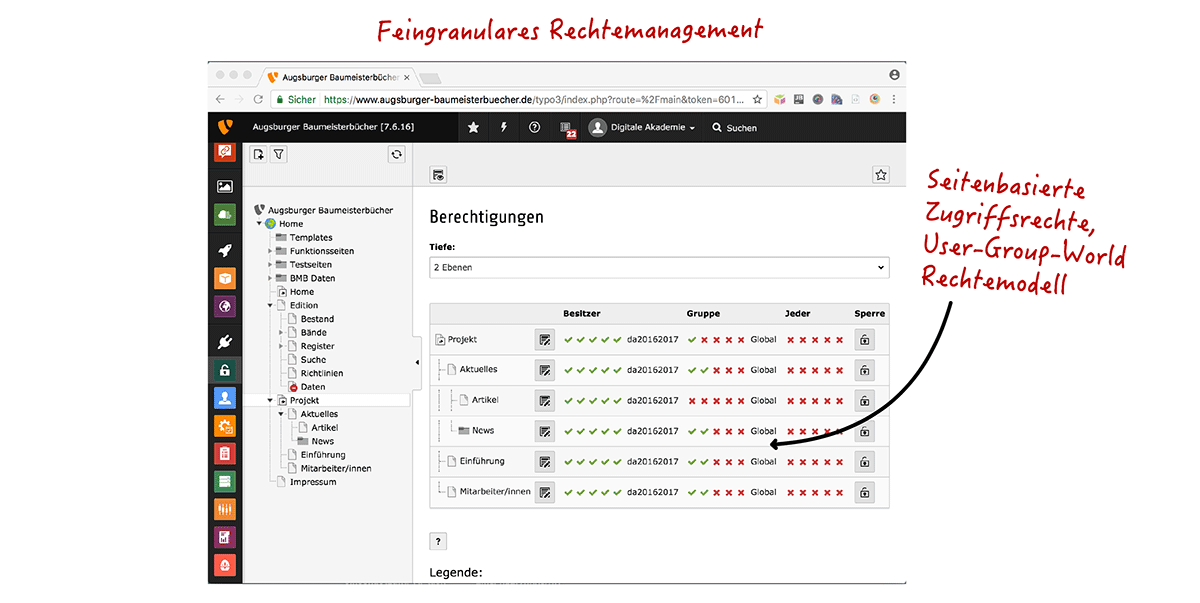 Feingranulares Rechtemanagement
Augsburger Baumeisterbücher
Sicher https://www.augsburger-baumeisterbuecher.de/typo3/index.php?route=%2Fmain&token=601...
Augsburger Baumeisterbücher [7.6.16]
22
Digitale Akademie
Suchen
Augsburger Baumeisterbücher
Home
Templates
Funktionsseiten
Testseiten
BMB Daten
Home
Edition
Bestand
Bände
Register
Suche
Richtlinien
Daten
Projekt
Aktuelles
Artikel
News
Einführung
Mitarbeiter/innen
Impressum
Berechtigungen
Tiefe:
2 Ebenen
Besitzer Gruppe Jeder Sperre
Projekt da20162017 Global
Aktuelles da20162017 Global
Artikel da20162017 Global
News da20162017 Global
Einführung da20162017 Global
Mitarbeiter/innen da20162017 Global
?
Legende:
Seitenbasierte
Zugriffsrechte,
User-Group-World
Rechtemodell